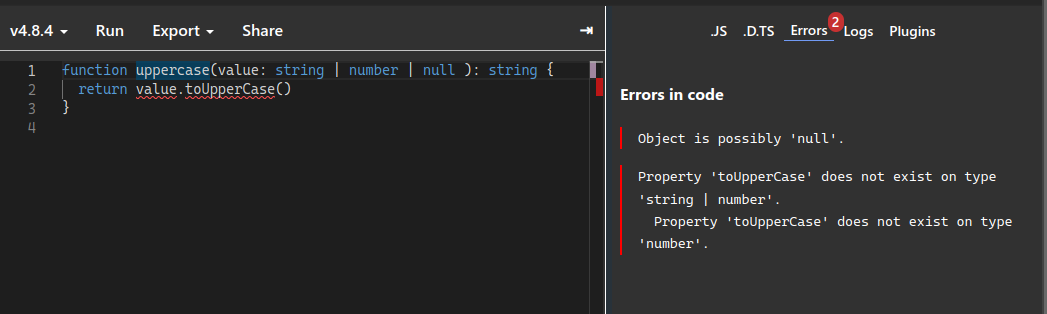 v4.8.4 Run Export Share
.JS .D.TS Errors 2 Logs Plugins
1 function uppercase(value: string | number | null ): string {
2 return value.toUpperCase()
3 }
4
Errors in code
Object is possibly 'null'.
Property 'toUpperCase' does not exist on type
'string | number'.
Property 'toUpperCase' does not exist on type
'number'.